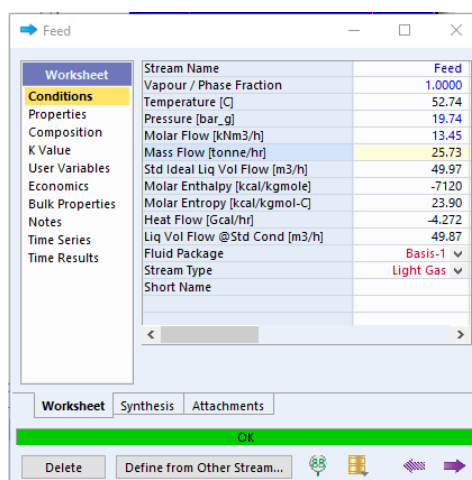 Feed
Worksheet
Conditions
Properties
Composition
K Value
User Variables
Economics
Bulk Properties
Notes
Time Series
Time Results
Stream Name Feed
Vapour / Phase Fraction 1.0000
Temperature [C] 52.74
Pressure [bar_g] 19.74
Molar Flow [kNm3/h] 13.45
Mass Flow [tonne/hr] 25.73
Std Ideal Liq Vol Flow [m3/h] 49.97
Molar Enthalpy [kcal/kgmole] -7120
Molar Entropy [kcal/kgmol-C] 23.90
Heat Flow [Gcal/hr] -4.272
Liq Vol Flow @Std Cond [m3/h] 49.87
Fluid Package Basis-1
Stream Type Light Gas
Short Name
Worksheet Synthesis Attachments
OK
Delete Define from Other Stream...